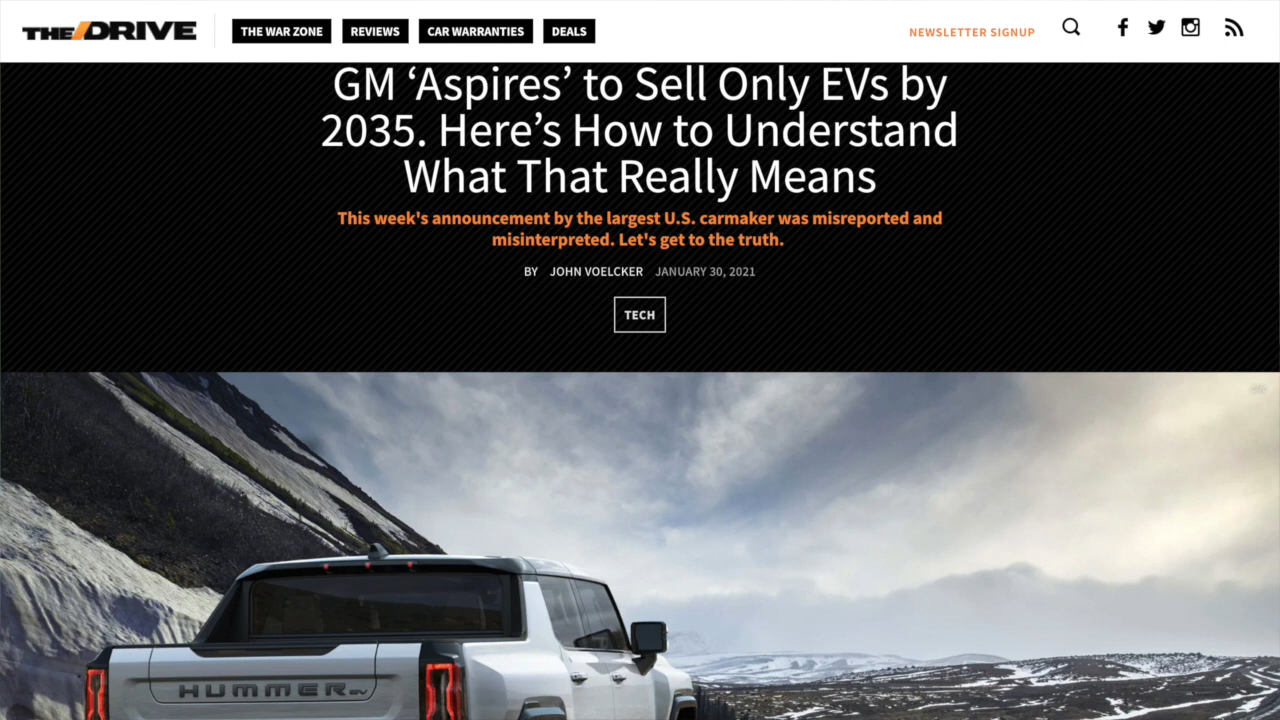 THE/DRIVE
THE WAR ZONE
REVIEWS
CAR WARRANTIES
DEALS
NEWSLETTER SIGNUP
GM ‘Aspires’ to Sell Only EVs by
2035. Here’s How to Understand
What That Really Means
This week's announcement by the largest U.S. carmaker was misreported and
misinterpreted. Let's get to the truth.
BY JOHN VOELCKER JANUARY 30, 2021
TECH
HUMMER EV